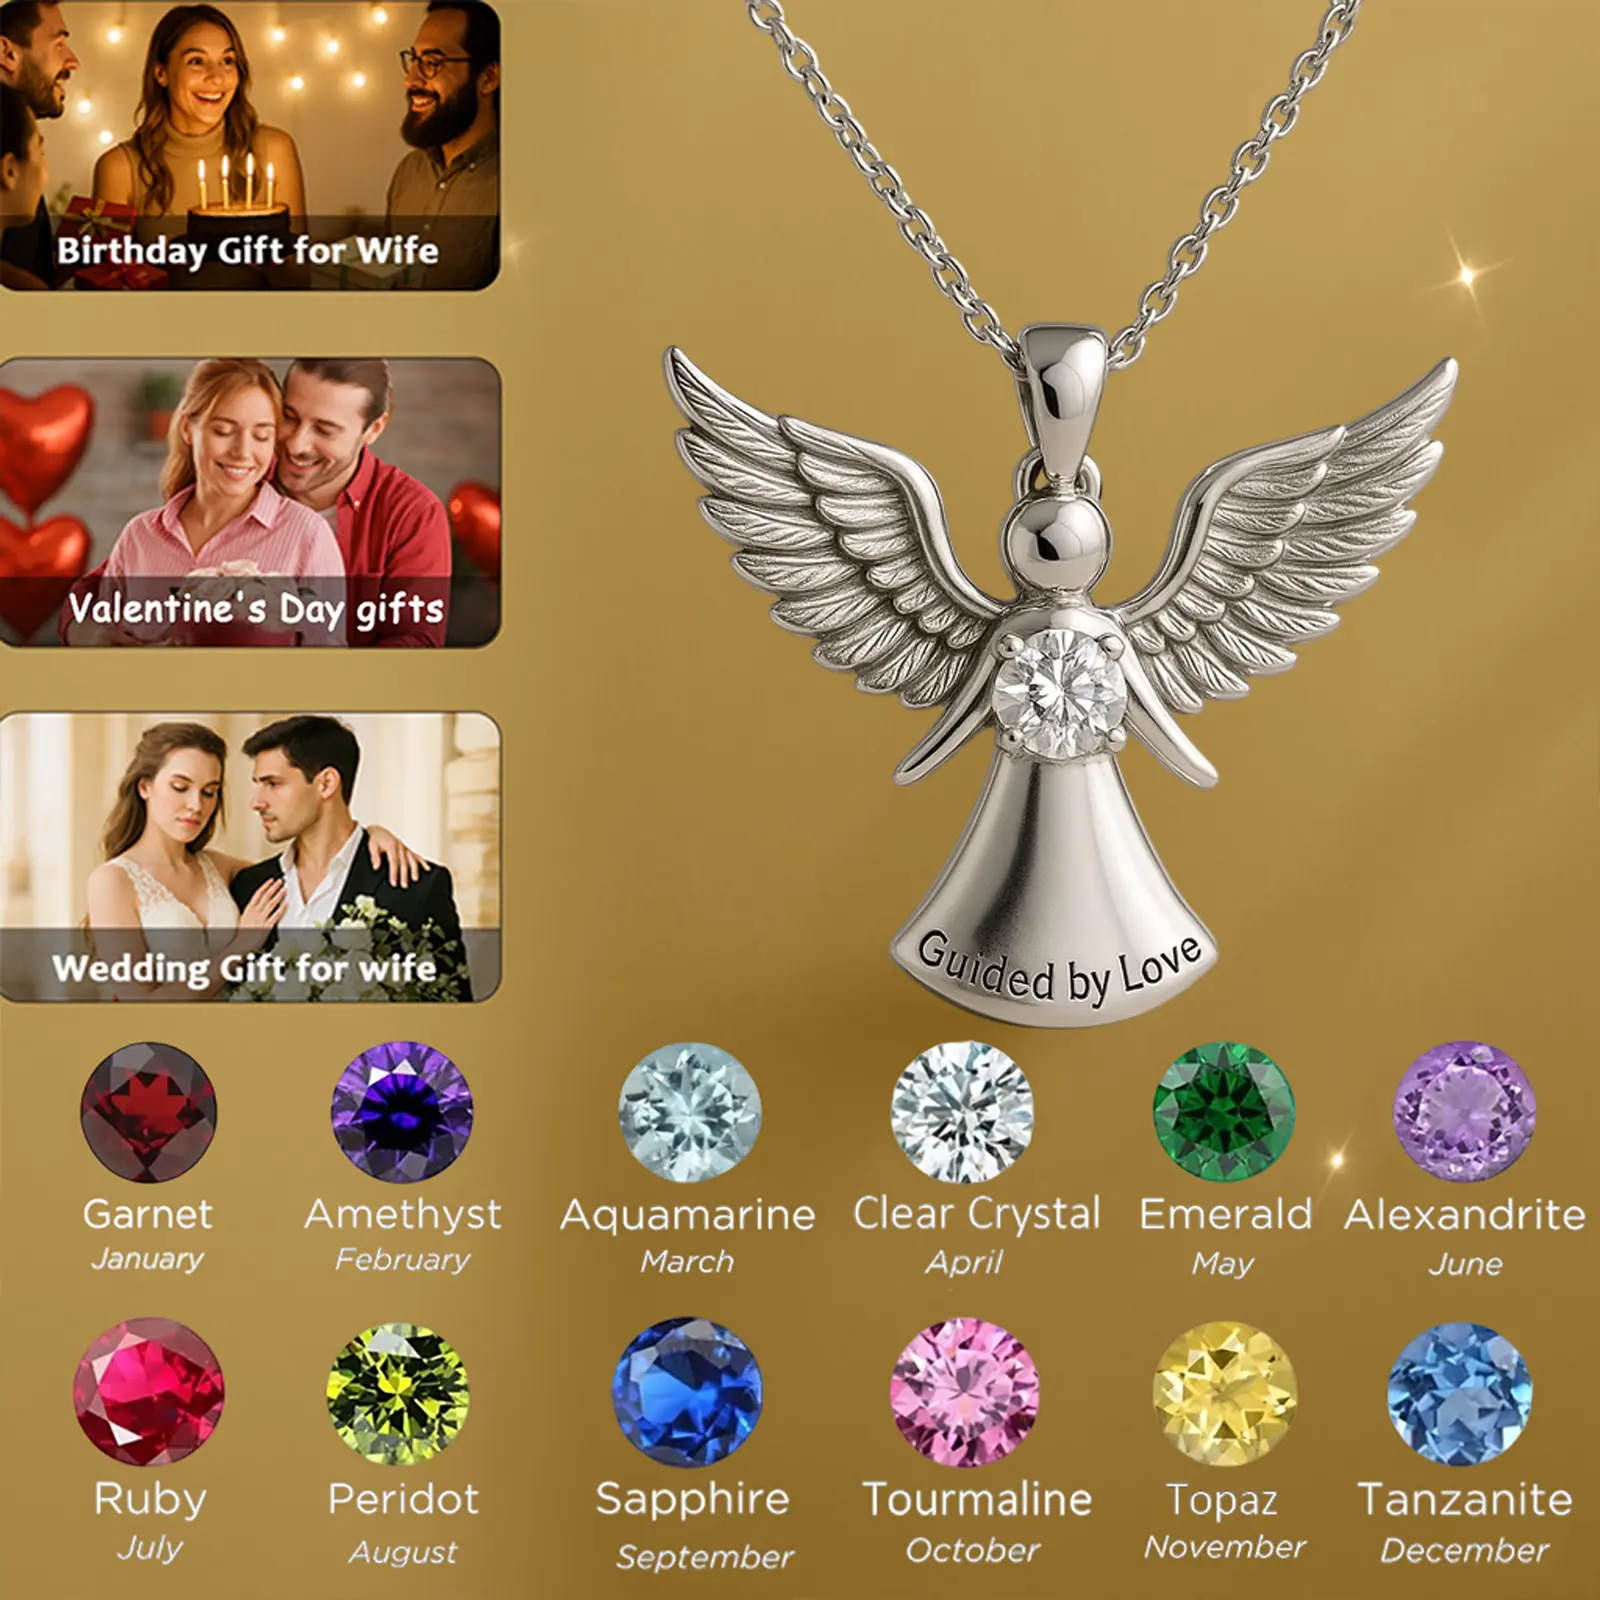 Birthday Gift for Wife
Valentine's Day gifts
Wedding Gift for wife
Guided by Love
Garnet
January
Amethyst
February
Aquamarine
March
Clear Crystal
April
Emerald
May
Alexandrite
June
Ruby
July
Peridot
August
Sapphire
September
Tourmaline
October
Topaz
November
Tanzanite
December